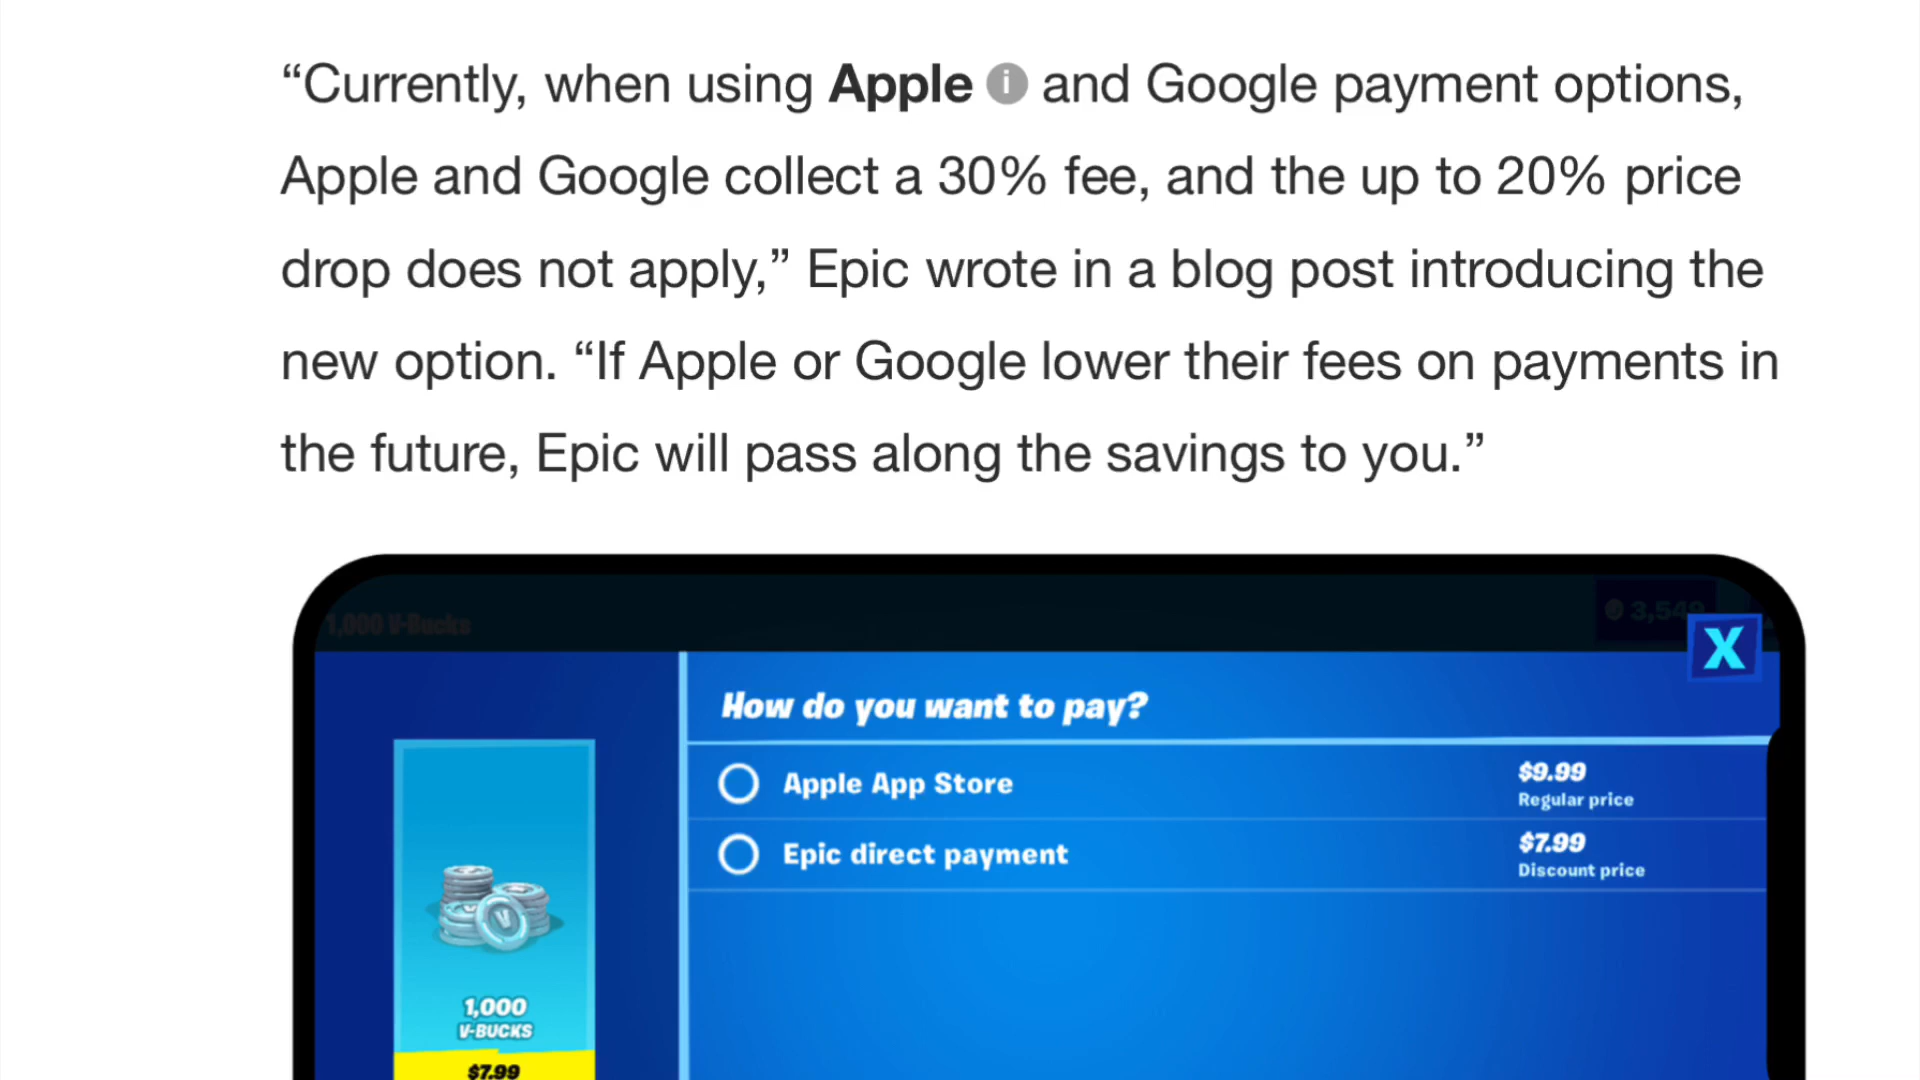 “Currently, when using Apple i and Google payment options,
Apple and Google collect a 30% fee, and the up to 20% price
drop does not apply,” Epic wrote in a blog post introducing the
new option. “If Apple or Google lower their fees on payments in
the future, Epic will pass along the savings to you.”
1,000 V-Bucks
3,549
X
How do you want to pay?
Apple App Store
$9.99
Regular price
Epic direct payment
$7.99
Discount price
1,000
V-BUCKS
$7.99